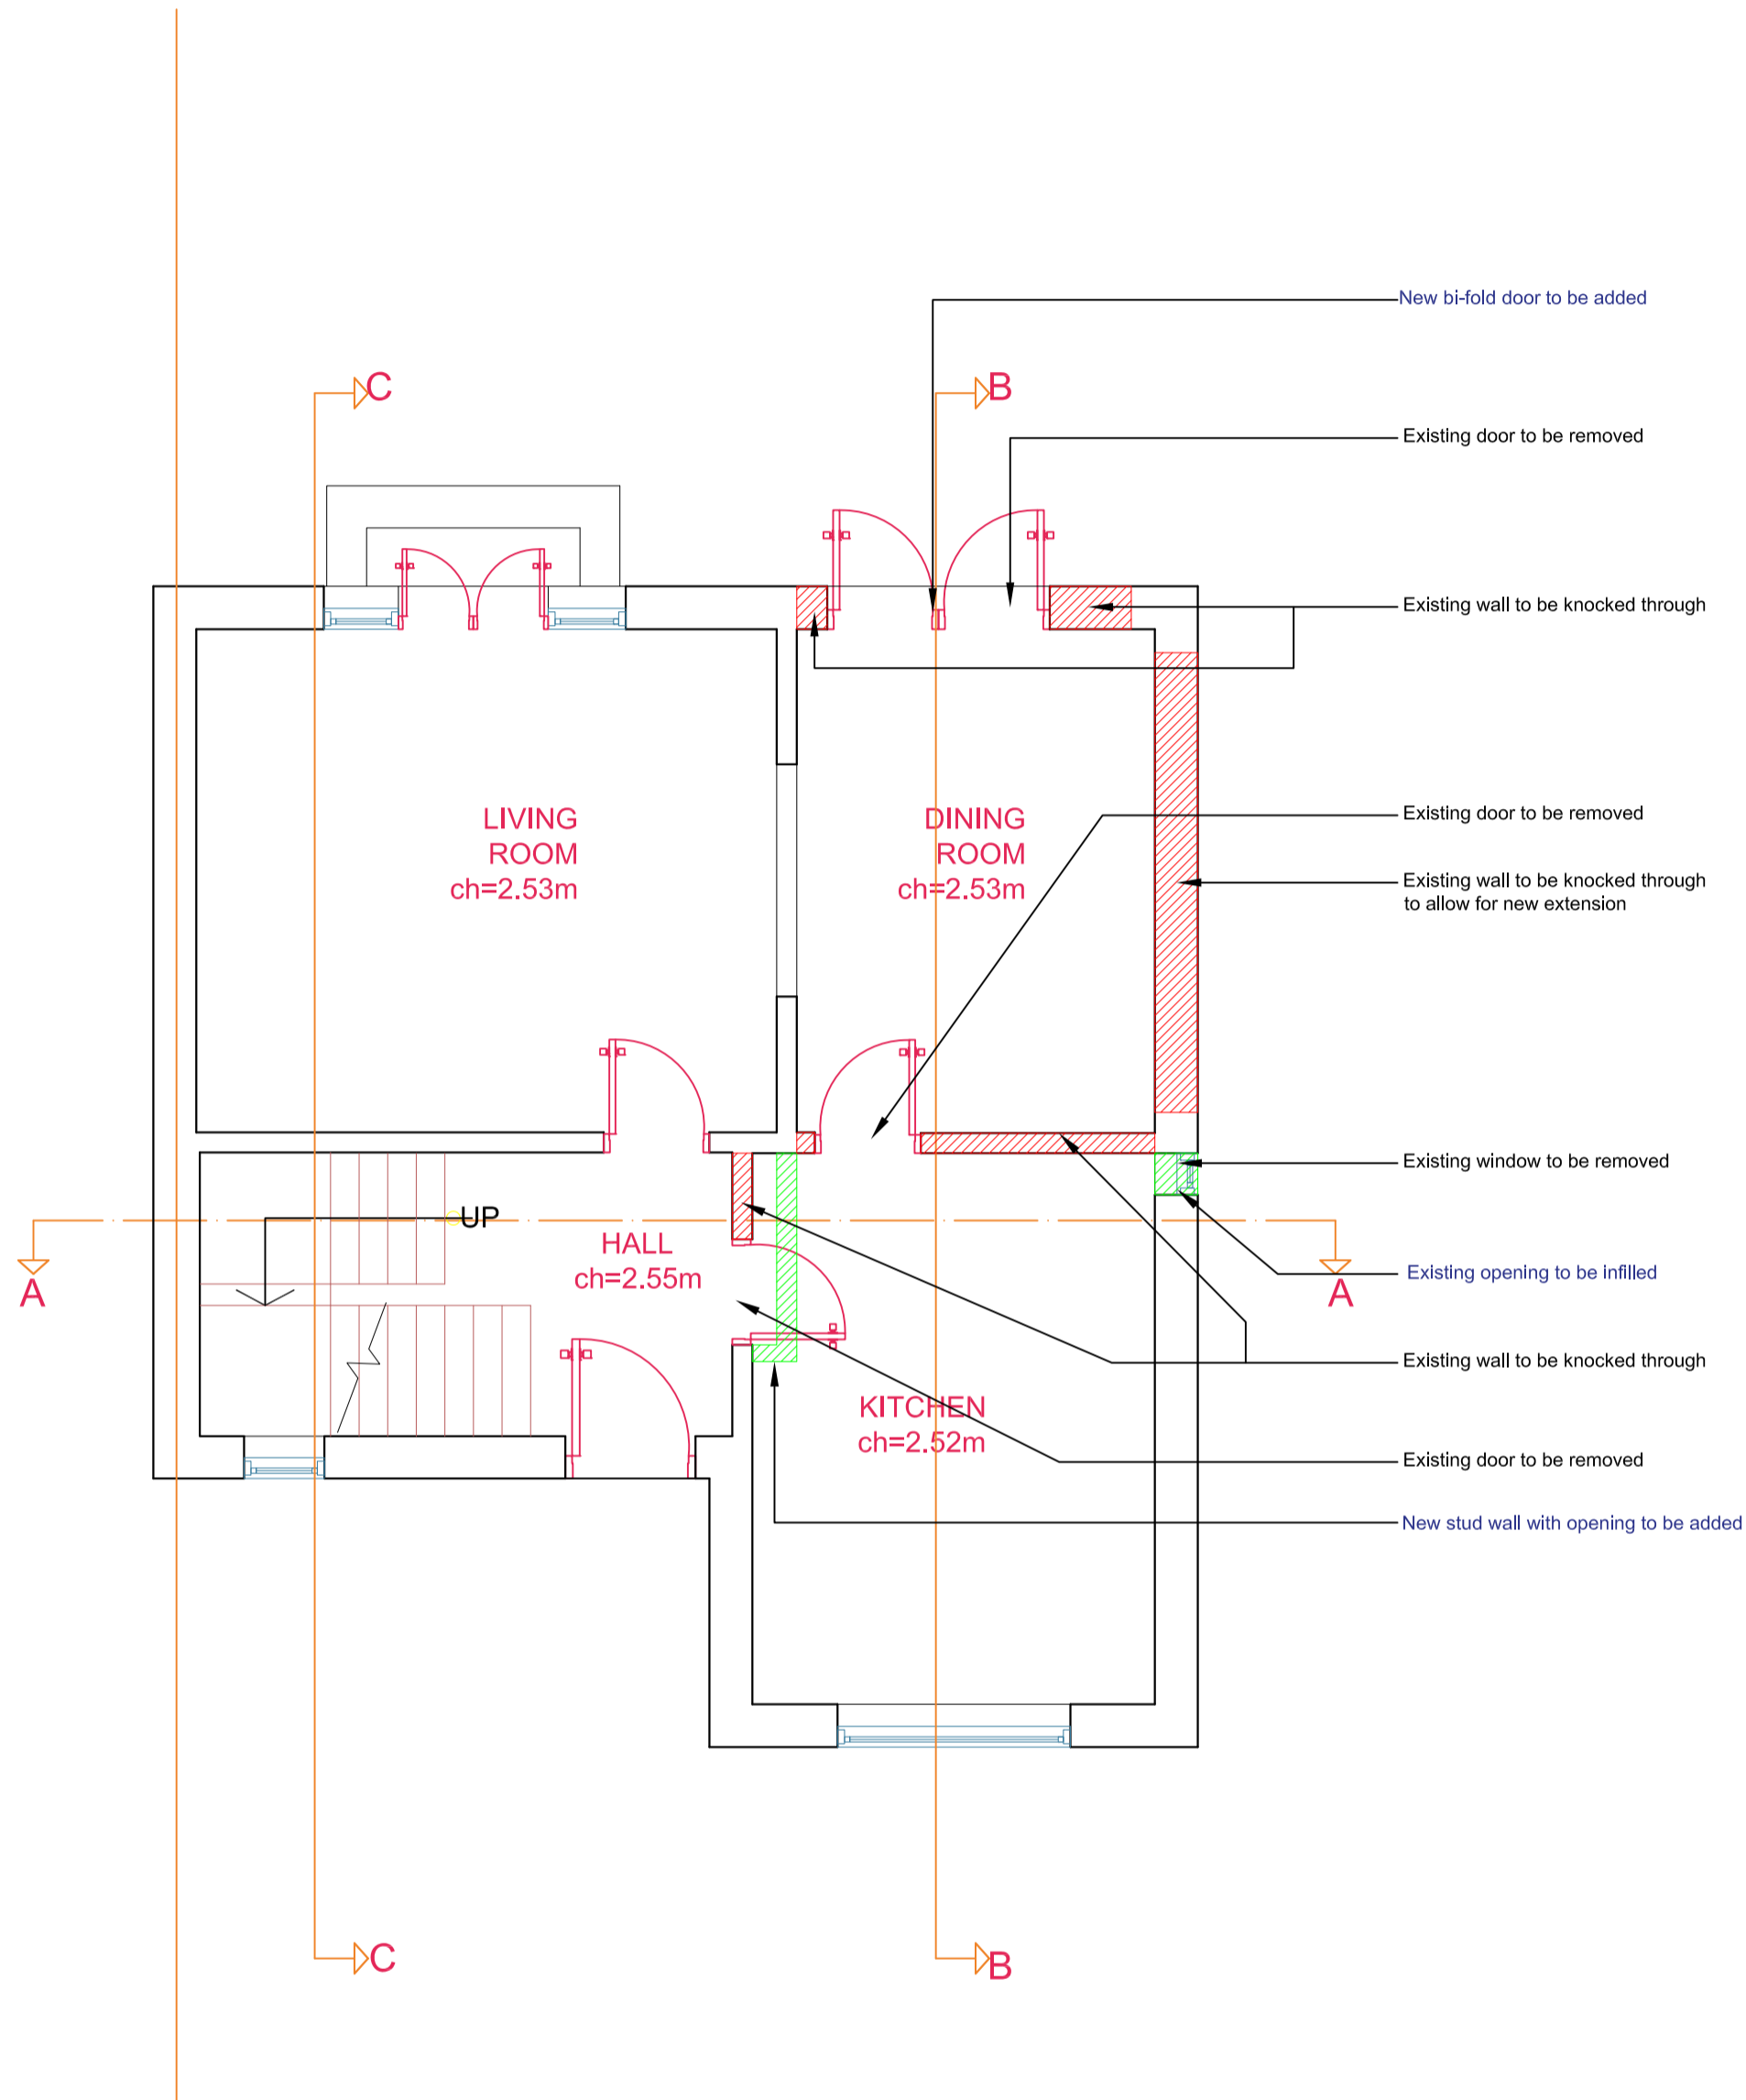 New bi-fold door to be added
C
B
Existing door to be removed
Existing wall to be knocked through
LIVING
ROOM
ch=2.53m
DINING
ROOM
ch=2.53m
Existing door to be removed
Existing wall to be knocked through
to allow for new extension
Existing window to be removed
UP
HALL
ch=2.55m
A
A
Existing opening to be infilled
Existing wall to be knocked through
KITCHEN
ch=2.52m
Existing door to be removed
New stud wall with opening to be added
C
B